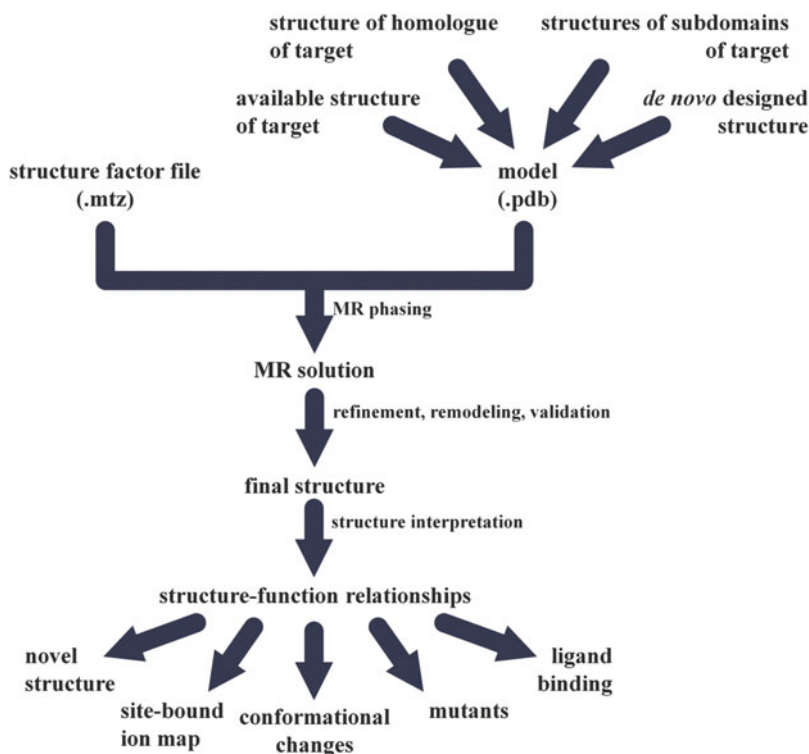 structure of homologue
of target
structures of subdomains
of target
available structure
of target
de novo designed
structure
structure factor file
(.mtz)
model
(.pdb)
MR phasing
MR solution
refinement, remodeling, validation
final structure
structure interpretation
structure-function relationships
novel
structure
site-bound
ion map
conformational
changes
mutants
ligand
binding